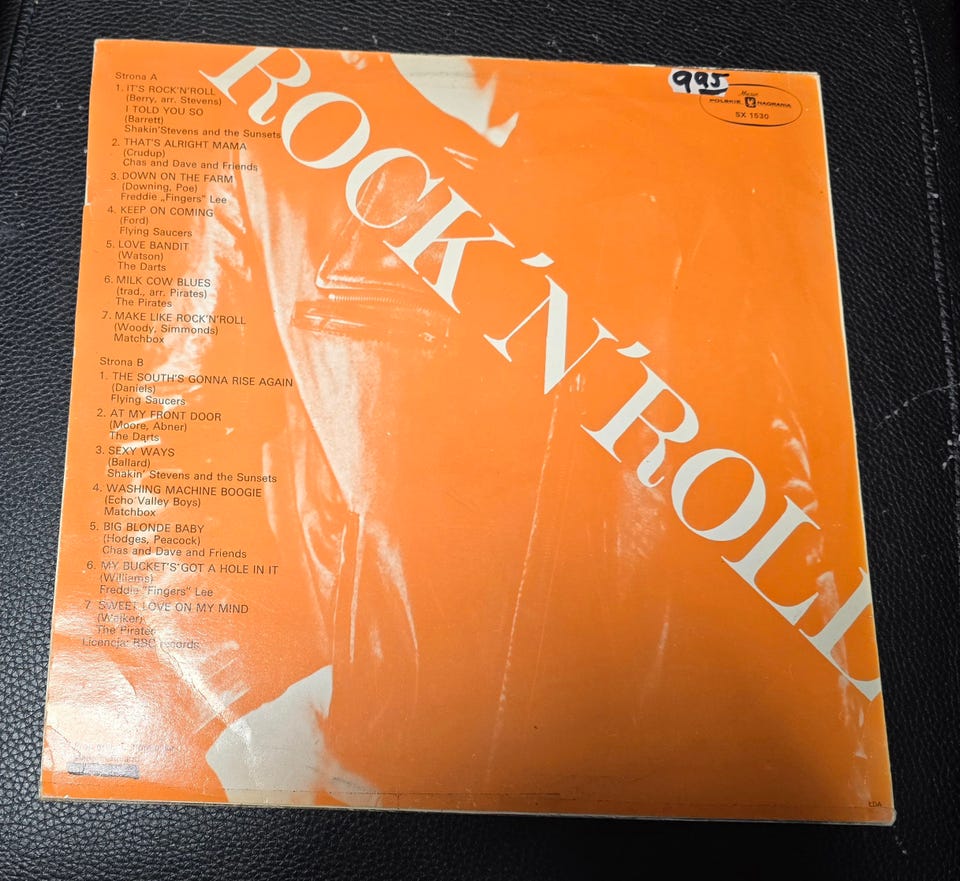 ROCK'N'ROLL
995
Muza
POLSKIE NAGRANIA
SX 1530
Strona A
1. IT'S ROCK'N'ROLL
(Berry, arr. Stevens)
I TOLD YOU SO
(Barrett)
Shakin'Stevens and the Sunsets
2. THAT'S ALRIGHT MAMA
(Crudup)
Chas and Dave and Friends
3. DOWN ON THE FARM
(Downing, Poe)
Freddie „Fingers" Lee
4. KEEP ON COMING
(Ford)
Flying Saucers
5. LOVE BANDIT
(Watson)
The Darts
6. MILK COW BLUES
(trad., arr. Pirates)
The Pirates
7. MAKE LIKE ROCK'N'ROLL
(Woody, Simmonds)
Matchbox
Strona B
1. THE SOUTH'S GONNA RISE AGAIN
(Daniels)
Flying Saucers
2. AT MY FRONT DOOR
(Moore, Abner)
The Darts
3. SEXY WAYS
(Ballard)
Shakin' Stevens and the Sunsets
4. WASHING MACHINE BOOGIE
(Echo Valley Boys)
Matchbox
5. BIG BLONDE BABY
(Hodges, Peacock)
Chas and Dave and Friends
6. MY BUCKET'S GOT A HOLE IN IT
(Williams)
Freddie "Fingers" Lee
7 SWEET LOVE ON MY MIND
(Walker)
The Pirates
Licencja: BBC records
ŁDA